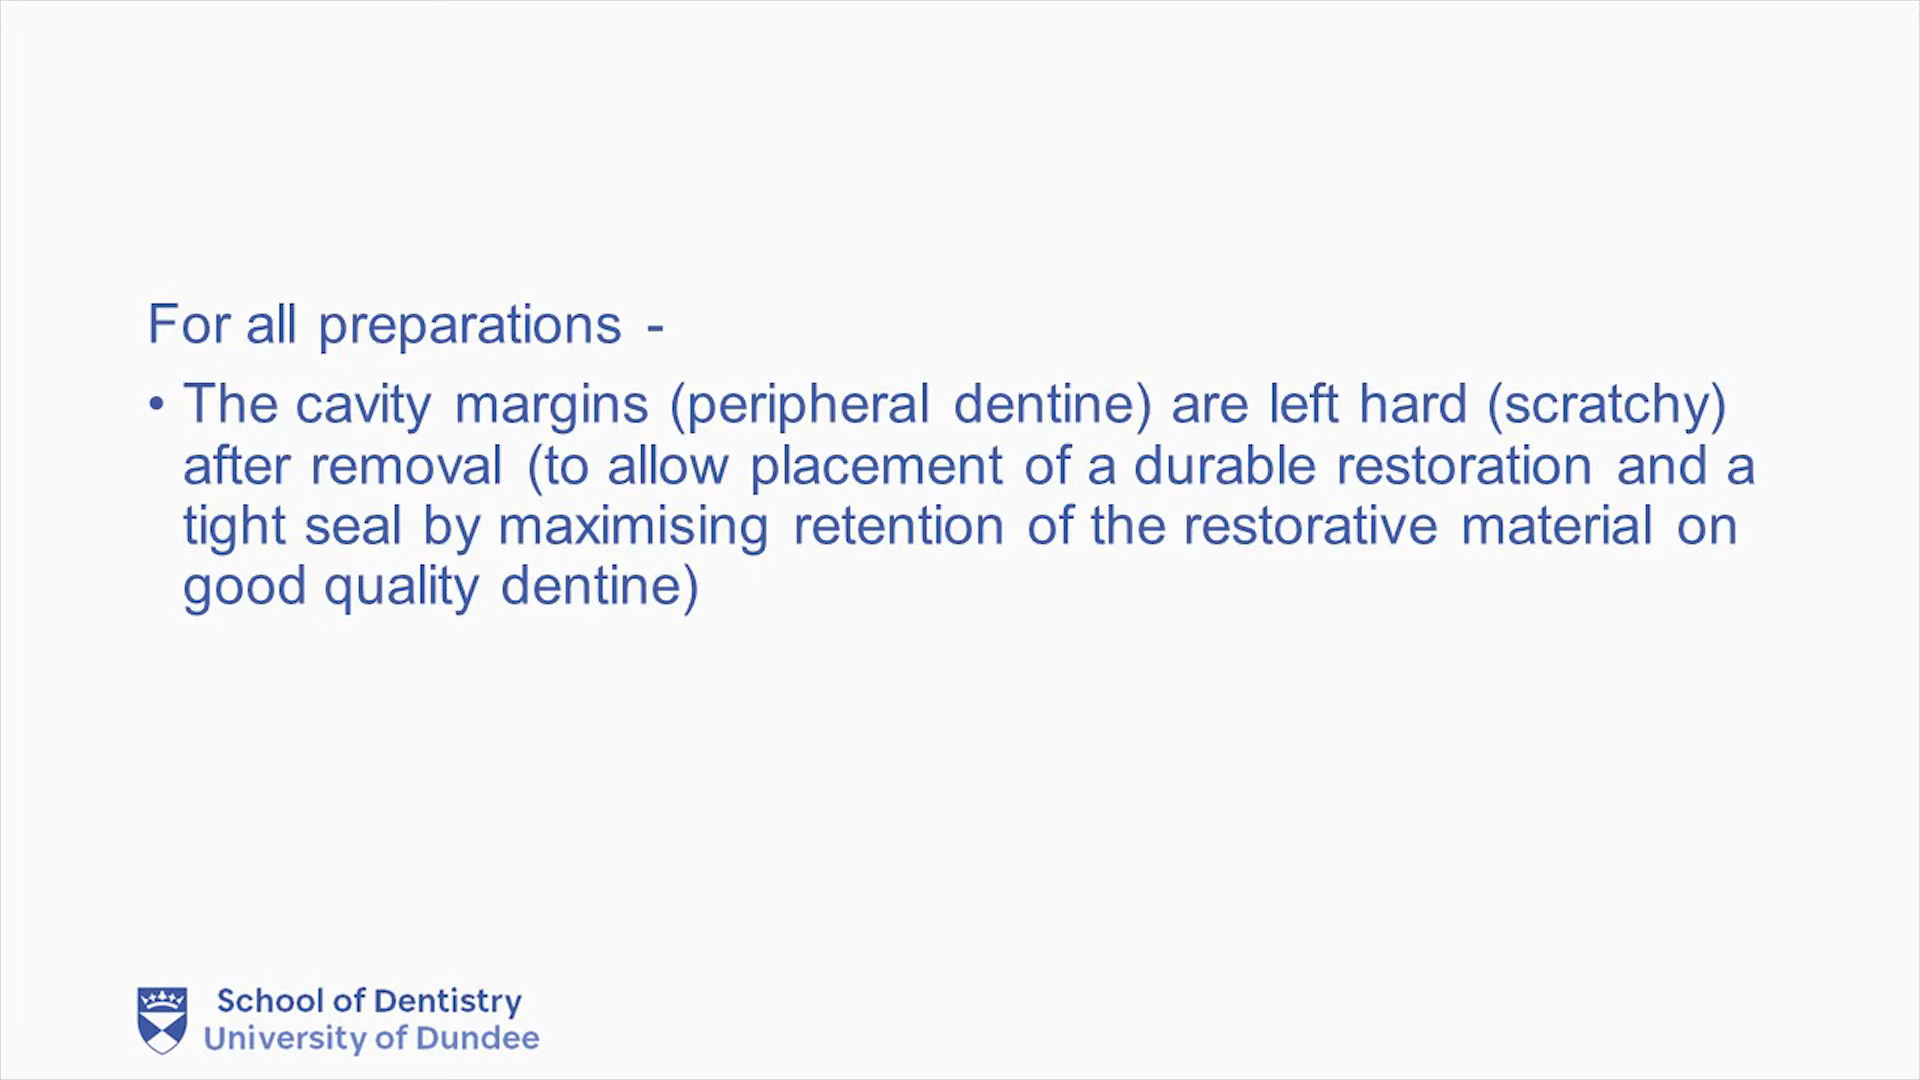 For all preparations -
• The cavity margins (peripheral dentine) are left hard (scratchy)
after removal (to allow placement of a durable restoration and a
tight seal by maximising retention of the restorative material on
good quality dentine)
School of Dentistry
University of Dundee